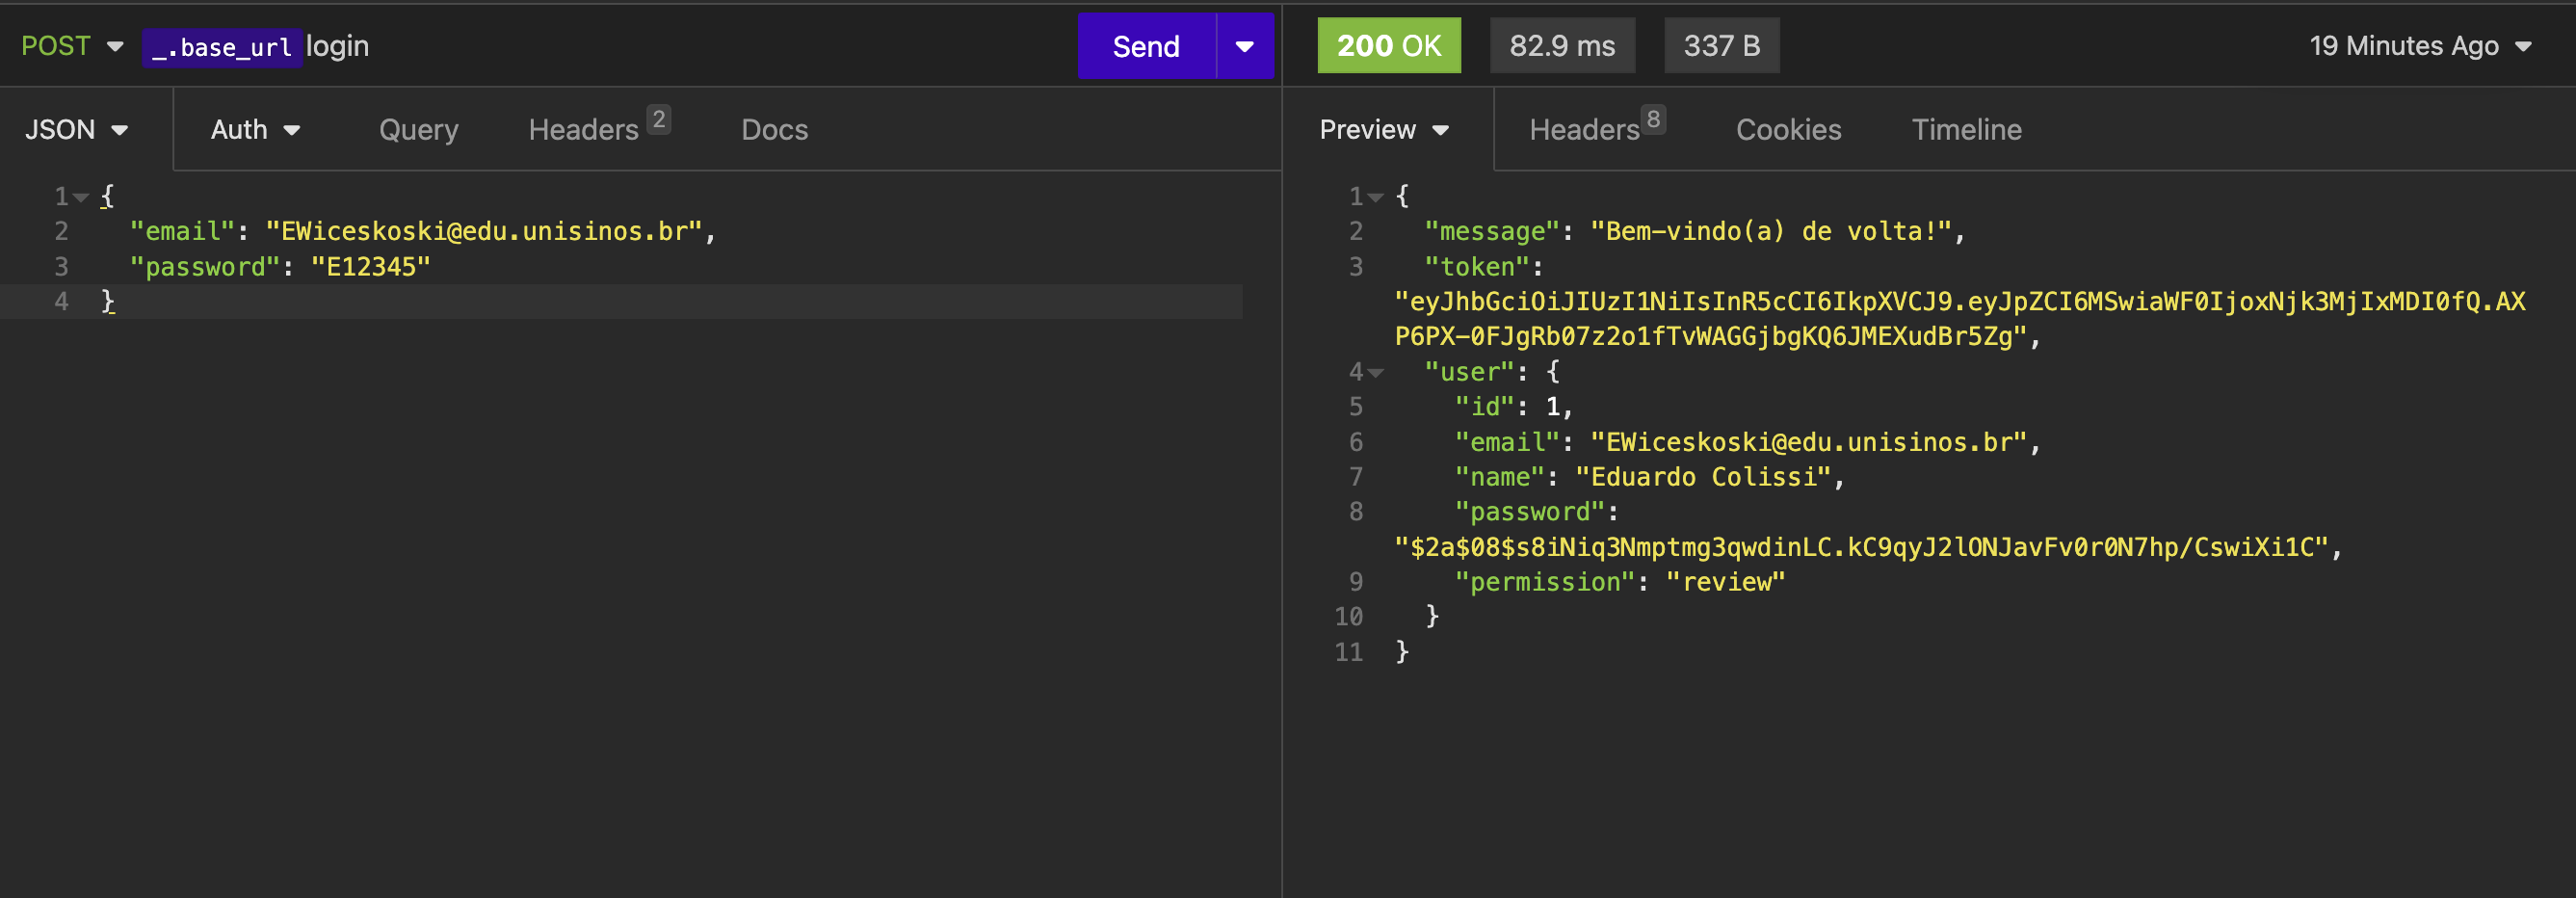 POST _.base_url login Send 200 OK 82.9 ms 337 B 19 Minutes Ago
JSON Auth Query Headers 2 Docs Preview Headers 8 Cookies Timeline
1 {
2 "email": "EWiceskoski@edu.unisinos.br",
3 "password": "E12345"
4 }
1 {
2 "message": "Bem-vindo(a) de volta!",
3 "token":
"eyJhbGciOiJIUzI1NiIsInR5cCI6IkpXVCJ9.eyJpZCI6MSwiaWF0IjoxNjk3MjIxMDI0fQ.AX
P6PX-0FJgRb07z2o1fTvWAGGjbgKQ6JMEXudBr5Zg",
4 "user": {
5 "id": 1,
6 "email": "EWiceskoski@edu.unisinos.br",
7 "name": "Eduardo Colissi",
8 "password":
"$2a$08$s8iNiq3Nmptmg3qwdinLC.kC9qyJ2lONJavFv0r0N7hp/CswiXi1C",
9 "permission": "review"
10 }
11 }